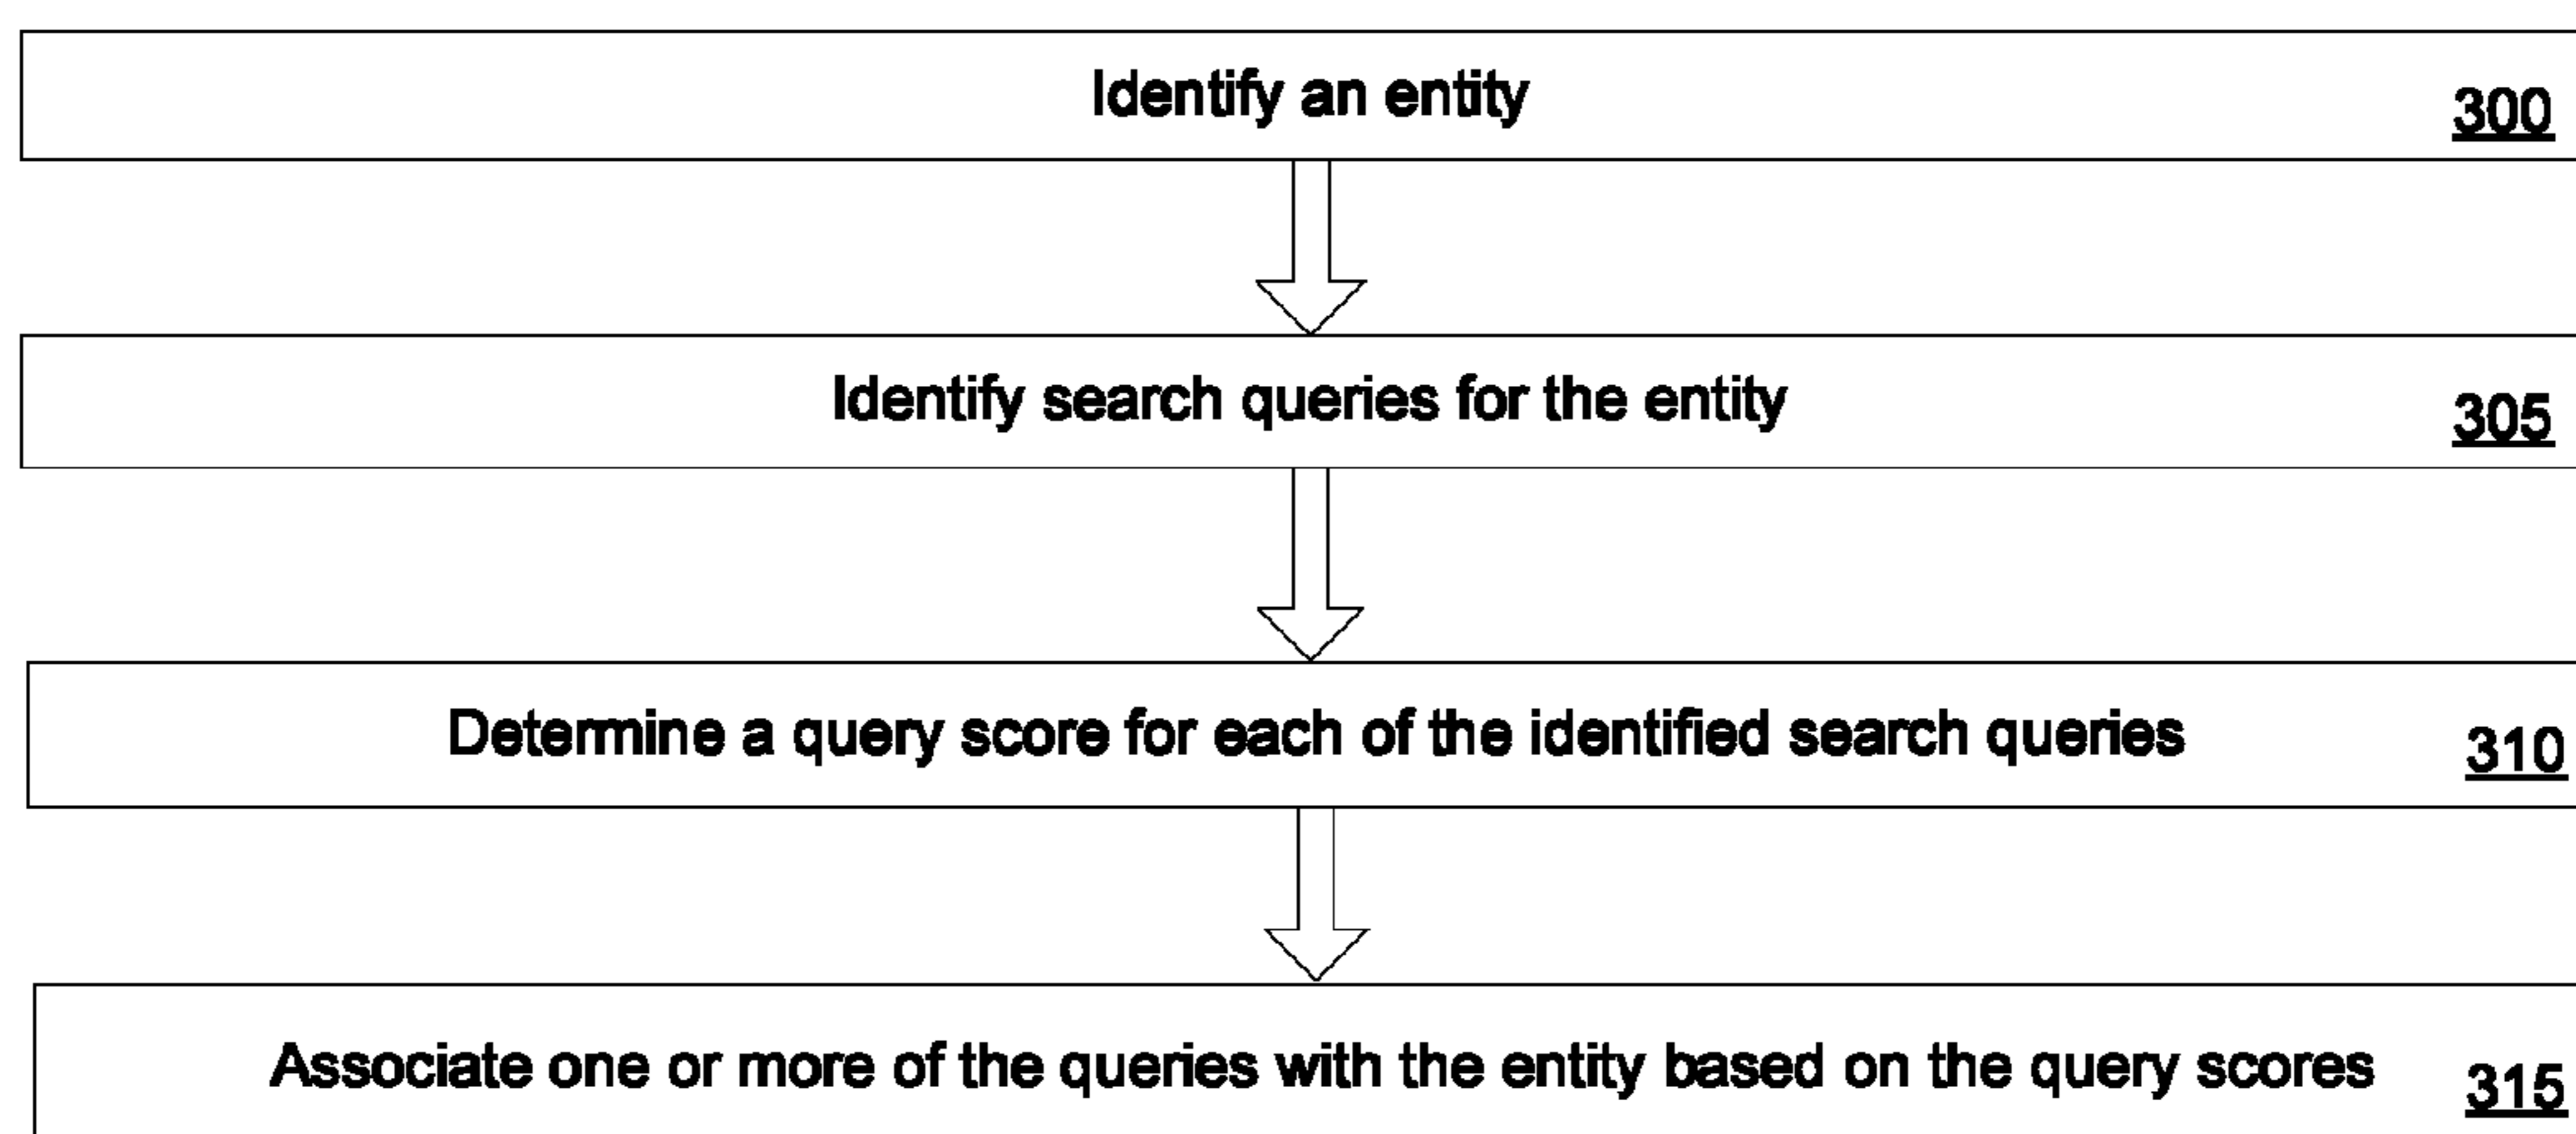 Identify an entity 300
Identify search queries for the entity 305
Determine a query score for each of the identified search queries 310
Associate one or more of the queries with the entity based on the query scores 315